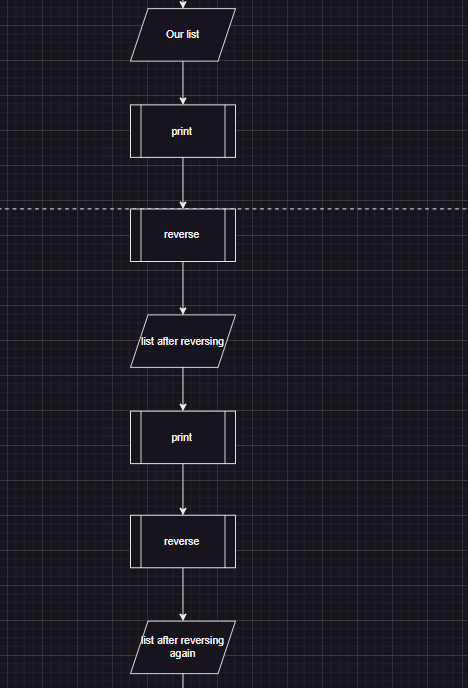 Our list
print
reverse
list after reversing
print
reverse
list after reversing
again